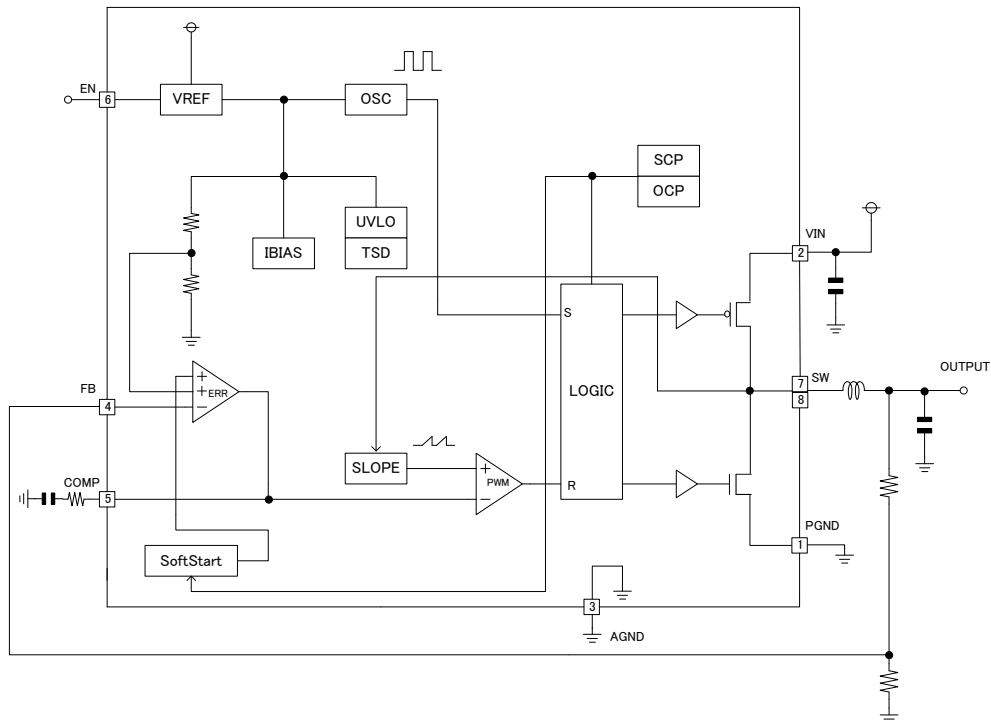 EN
6
VREF
OSC
SCP
OCP
UVLO
TSD
IBIAS
VIN
2
S
LOGIC
R
SW
7
8
OUTPUT
FB
4
+
+
−
ERR
COMP
5
SLOPE
+
−
PWM
SoftStart
PGND
1
3
AGND